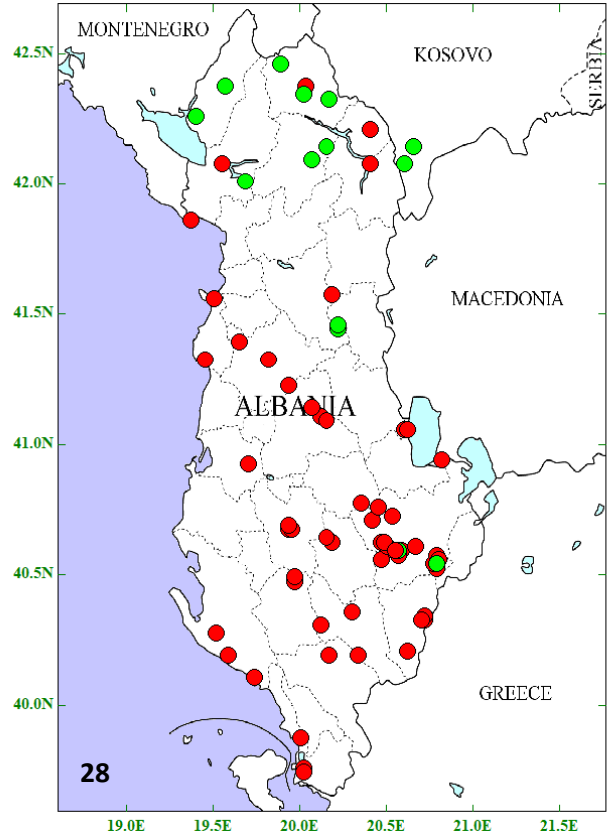 MONTENEGRO
42.5N
KOSOVO
SERBIA
42.0N
41.5N
MACEDONIA
ALBANIA
41.0N
40.5N
40.0N
GREECE
28
19.0E 19.5E 20.0E 20.5E 21.0E 21.5E